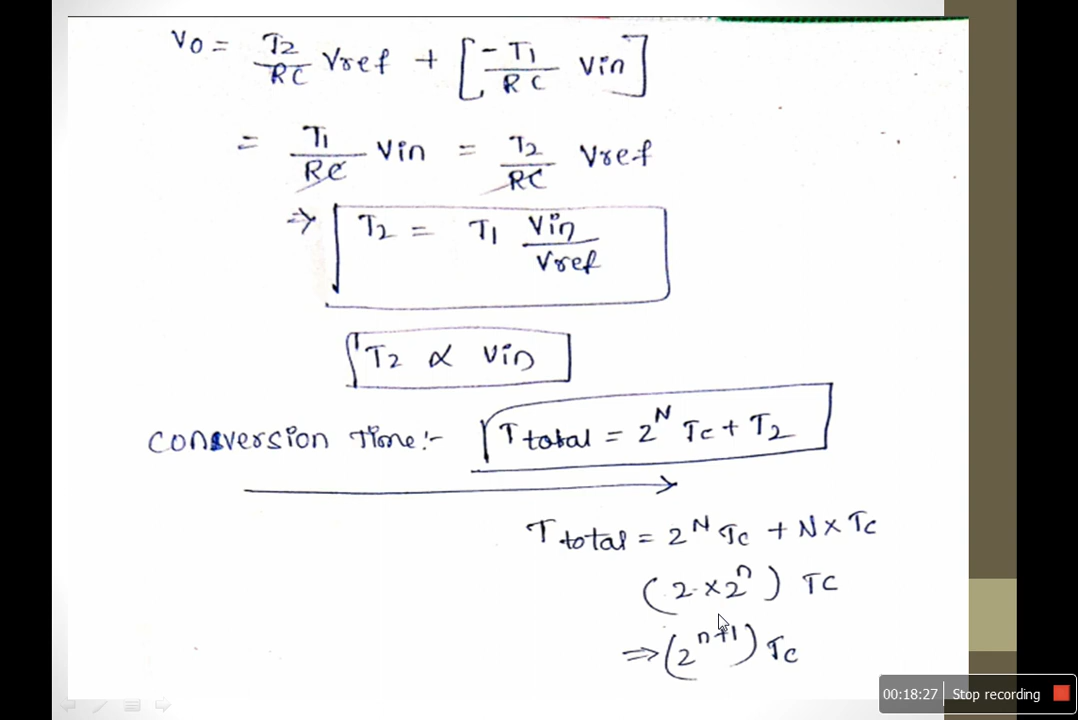 Vo = T2/RC Vref + [-T1/RC Vin]
= T1/RC Vin = T2/RC Vref
⇒ T2 = T1 Vin/Vref
T2 ∝ Vin
Conversion Time:- Ttotal = 2^N Tc + T2
Ttotal = 2^N Tc + N x Tc
(2 x 2^n) TC
⇒ (2^n+1) Tc
00:18:27 Stop recording